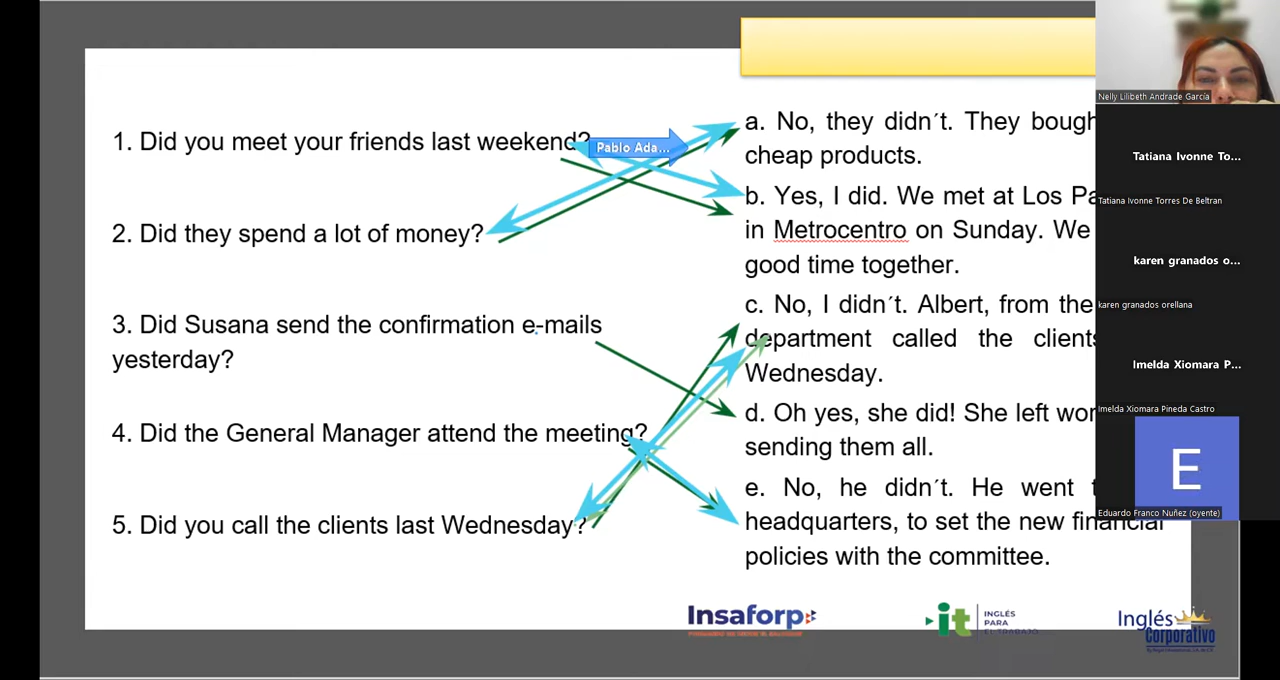 1. Did you meet your friends last weekend?
Pablo Ada...
2. Did they spend a lot of money?
3. Did Susana send the confirmation e-mails
yesterday?
4. Did the General Manager attend the meeting?
5. Did you call the clients last Wednesday?
a. No, they didn´t. They bough
cheap products.
b. Yes, I did. We met at Los Pa
in Metrocentro on Sunday. We
good time together.
c. No, I didn´t. Albert, from the
department called the clients
Wednesday.
d. Oh yes, she did! She left wor
sending them all.
e. No, he didn´t. He went
headquarters, to set the new financial
policies with the committee.
Nelly Lilibeth Andrade García
Tatiana Ivonne To...
Tatiana Ivonne Torres De Beltran
karen granados o...
karen granados orellana
Imelda Xiomara P...
Imelda Xiomara Pineda Castro
E
Eduardo Franco Nuñez (oyente)
Insaforp
it
INGLÉS
PARA
EL TRABAJO
Inglés
Corporativo